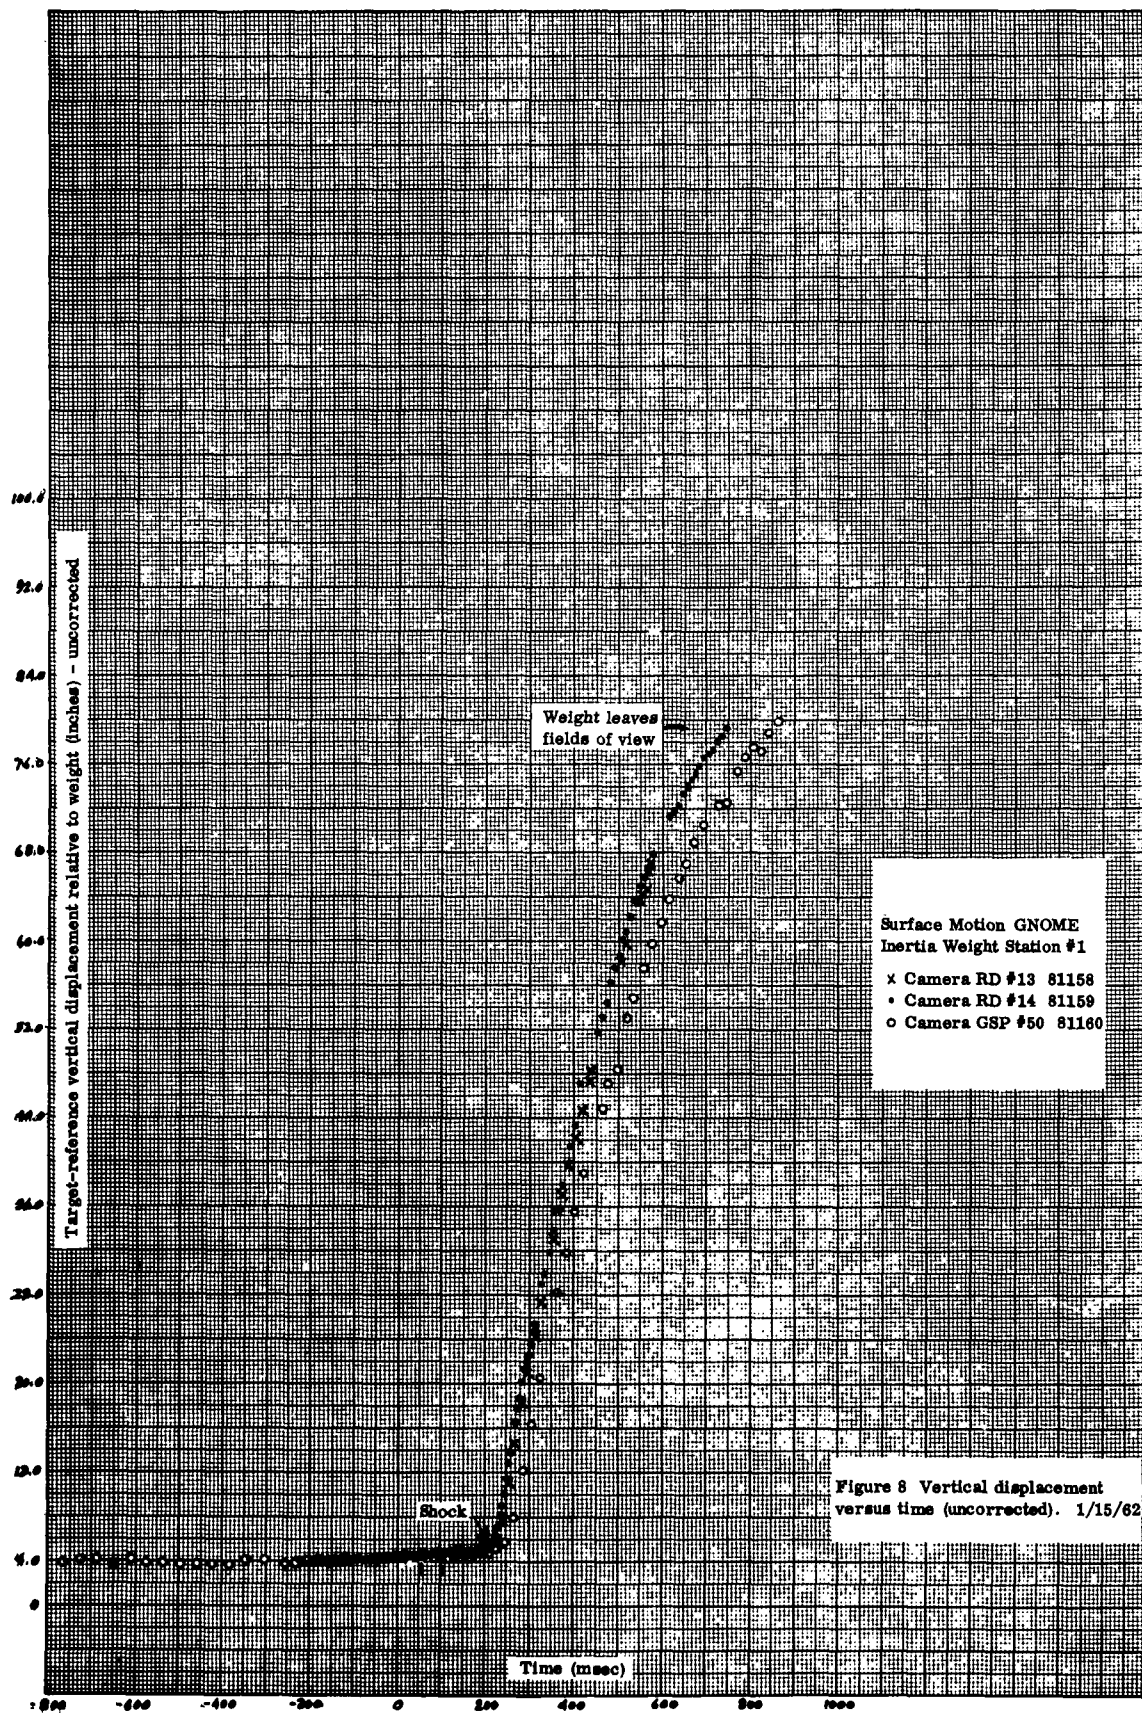 100.0
92.0
84.0
76.0
68.0
60.0
52.0
44.0
36.0
28.0
20.0
12.0
4.0
0
Target-reference vertical displacement relative to weight (inches) - uncorrected
Weight leaves
fields of view
Surface Motion GNOME
Inertia Weight Station #1
x Camera RD #13 81158
• Camera RD #14 81159
o Camera GSP #50 81160
Shock
Figure 8 Vertical displacement
versus time (uncorrected). 1/15/62
Time (msec)
-800 -600 -400 -200 0 200 400 600 800 1000